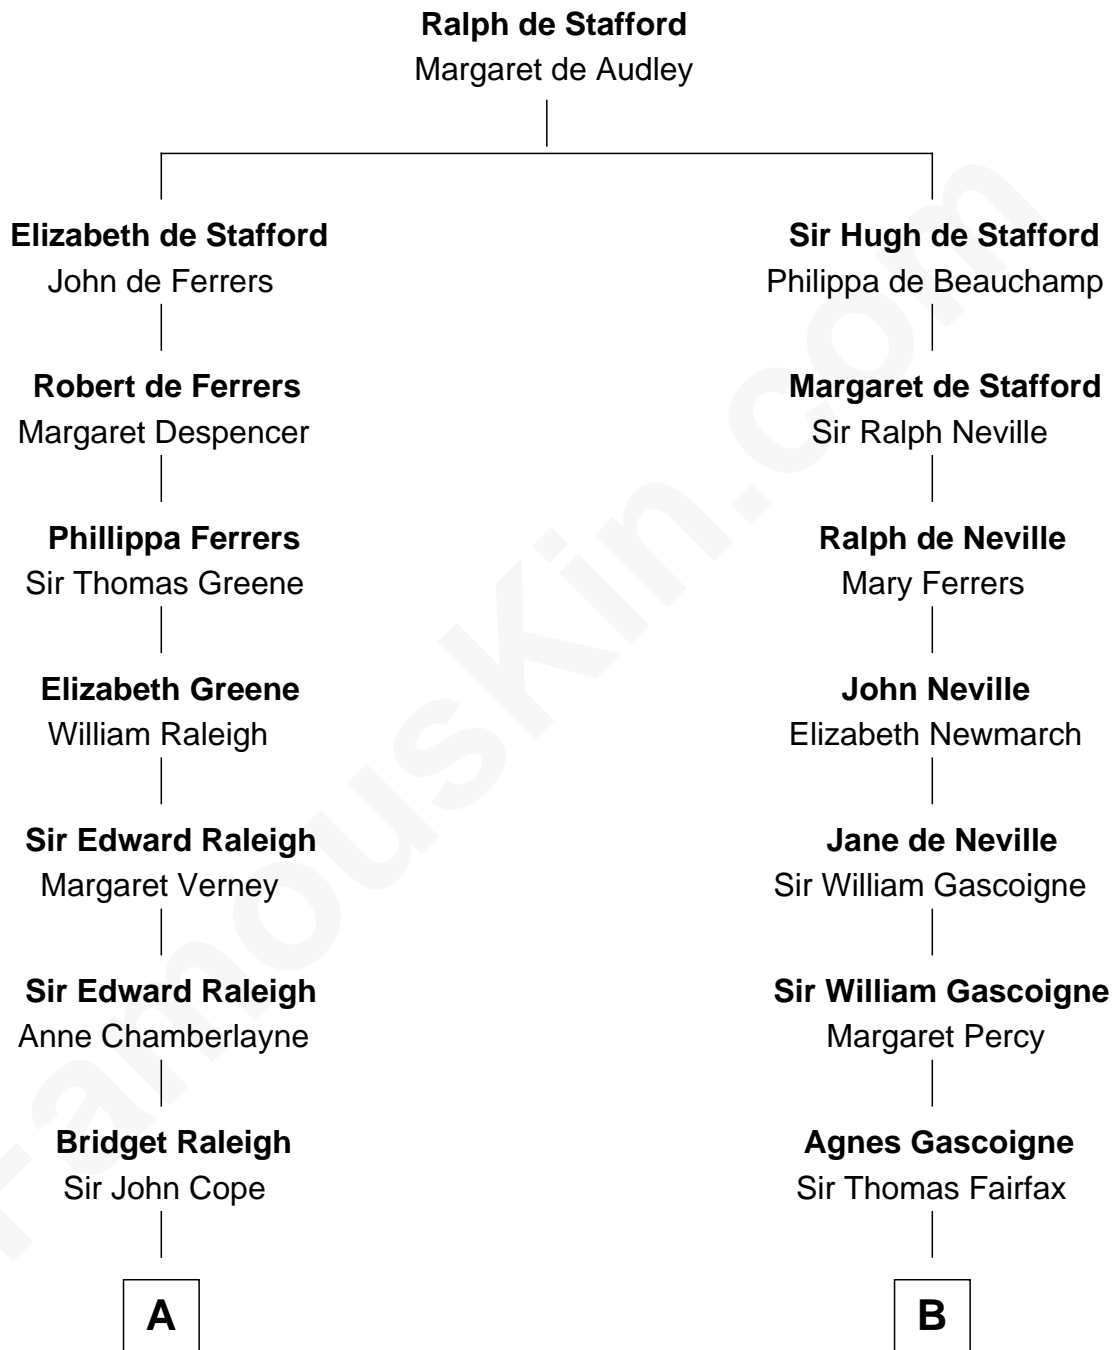 Ralph de Stafford
Margaret de Audley
Elizabeth de Stafford
John de Ferrers
Sir Hugh de Stafford
Philippa de Beauchamp
Robert de Ferrers
Margaret Despencer
Margaret de Stafford
Sir Ralph Neville
Phillippa Ferrers
Sir Thomas Greene
Ralph de Neville
Mary Ferrers
Elizabeth Greene
William Raleigh
John Neville
Elizabeth Newmarch
Sir Edward Raleigh
Margaret Verney
Jane de Neville
Sir William Gascoigne
Sir Edward Raleigh
Anne Chamberlayne
Sir William Gascoigne
Margaret Percy
Bridget Raleigh
Sir John Cope
Agnes Gascoigne
Sir Thomas Fairfax
A
B
FamousKin.com